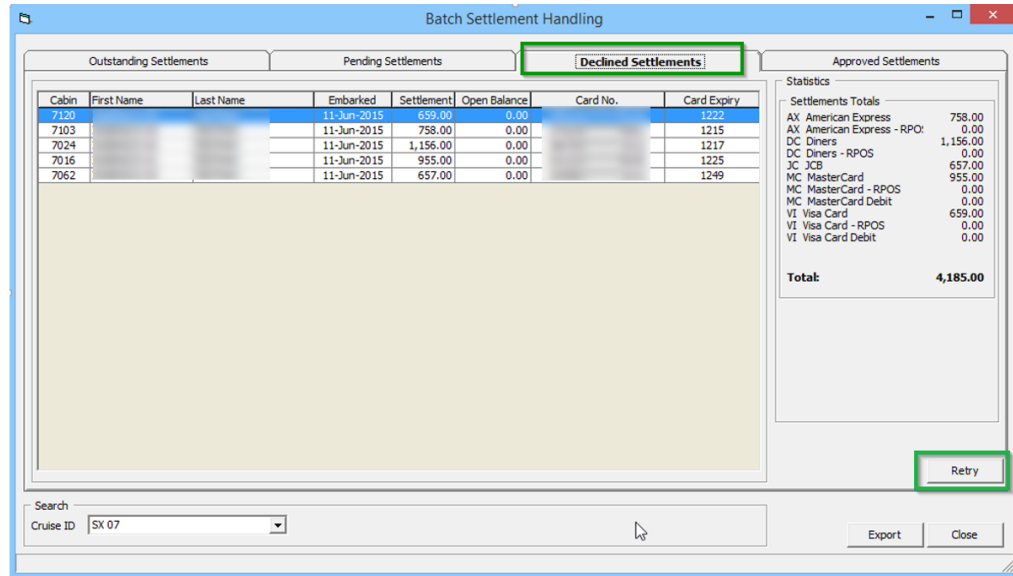 Batch Settlement Handling
Outstanding Settlements Pending Settlements Declined Settlements Approved Settlements
Cabin First Name Last Name Embarked Settlement Open Balance Card No. Card Expiry
7120 11-Jun-2015 659.00 0.00 1222
7103 11-Jun-2015 758.00 0.00 1215
7024 11-Jun-2015 1,156.00 0.00 1217
7016 11-Jun-2015 955.00 0.00 1225
7062 11-Jun-2015 657.00 0.00 1249
Statistics
Settlements Totals
AX American Express 758.00
AX American Express - RPO: 0.00
DC Diners 1,156.00
DC Diners - RPOS 0.00
JC JCB 657.00
MC MasterCard 955.00
MC MasterCard - RPOS 0.00
MC MasterCard Debit 0.00
VI Visa Card 659.00
VI Visa Card - RPOS 0.00
VI Visa Card Debit 0.00
Total: 4,185.00
Retry
Search
Cruise ID SX 07
Export Close